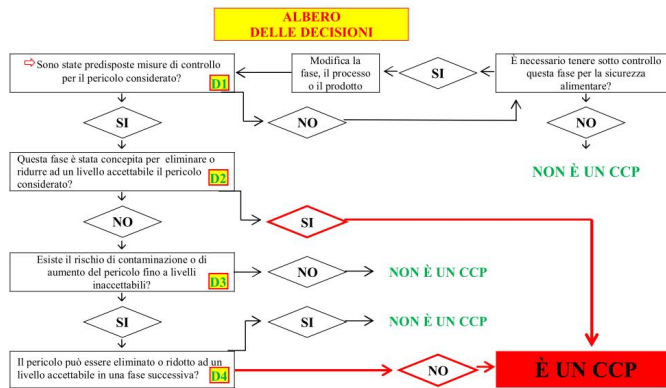 ALBERO
DELLE DECISIONI
⇨Sono state predisposte misure di controllo
per il pericolo considerato?
D1
Modifica la
fase, il processo
o il prodotto
SI
È necessario tenere sotto controllo
questa fase per la sicurezza
alimentare?
SI
NO
NO
NON È UN CCP
Questa fase è stata concepita per eliminare o
ridurre ad un livello accettabile il pericolo
considerato?
D2
NO
SI
Esiste il rischio di contaminazione o di
aumento del pericolo fino a livelli
inaccettabili?
D3
NO
NON È UN CCP
SI
SI
NON È UN CCP
Il pericolo può essere eliminato o ridotto ad un
livello accettabile in una fase successiva?
D4
NO
È UN CCP